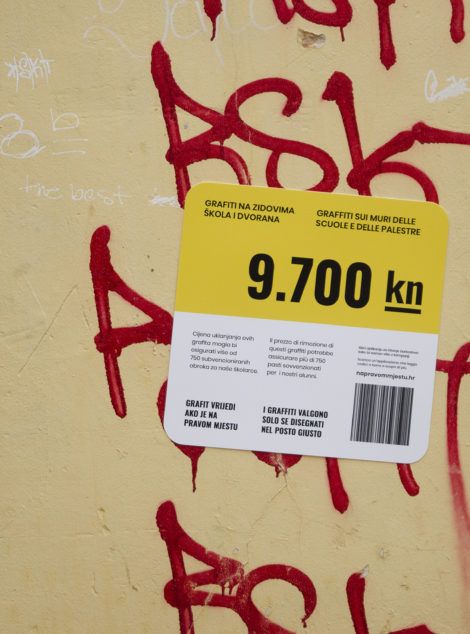 *SKT
the best
GRAFITI NA ZIDOVIMA
ŠKOLA I DVORANA
GRAFFITI SUI MURI DELLE
SCUOLE E DELLE PALESTRE
9.700 kn
Cijena uklanjanja ovih
grafita mogla bi
osigurati više od
750 subvencioniranih
obroka za naše školarce.
Il prezzo di rimozione di
questi graffiti potrebbe
assicurare più di 750
pasti sovvenzionati
per i nostri alunni.
napravommjestu.hr
GRAFIT VRIJEDI
AKO JE NA
PRAVOM MJESTU
I GRAFFITI VALGONO
SOLO SE DISEGNATI
NEL POSTO GIUSTO